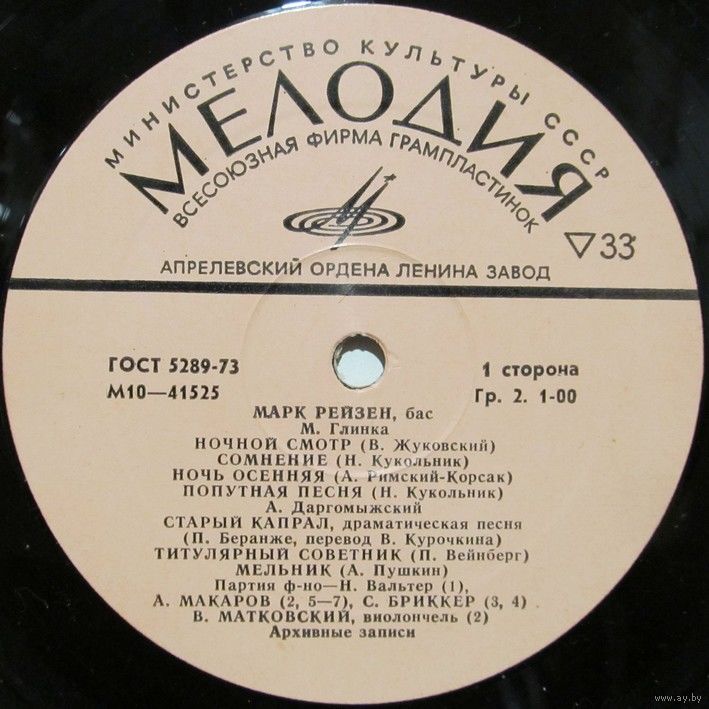 МИНИСТЕРСТВО КУЛЬТУРЫ СССР
МЕЛОДИЯ
ВСЕСОЮЗНАЯ ФИРМА ГРАМПЛАСТИНОК
▽33
АПРЕЛЕВСКИЙ ОРДЕНА ЛЕНИНА ЗАВОД
ГОСТ 5289-73
1 сторона
М10—41525
Гр. 2. 1-00
МАРК РЕЙЗЕН, бас
М. Глинка
НОЧНОЙ СМОТР (В. Жуковский)
СОМНЕНИЕ (Н. Кукольник)
НОЧЬ ОСЕННЯЯ (А. Римский-Корсак)
ПОПУТНАЯ ПЕСНЯ (Н. Кукольник)
А. Даргомыжский
СТАРЫЙ КАПРАЛ, драматическая песня
(П. Беранже, перевод В. Курочкина)
ТИТУЛЯРНЫЙ СОВЕТНИК (П. Вейнберг)
МЕЛЬНИК (А. Пушкин)
Партия ф-но—Н. Вальтер (1),
А. МАКАРОВ (2, 5—7), С. БРИККЕР (3, 4)
В. МАТКОВСКИЙ, виолончель (2)
Архивные записи
www.ay.by